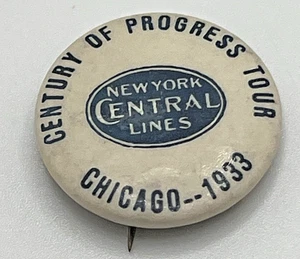 CENTURY OF PROGRESS TOUR
NEW YORK
CENTRAL
LINES
CHICAGO--1933